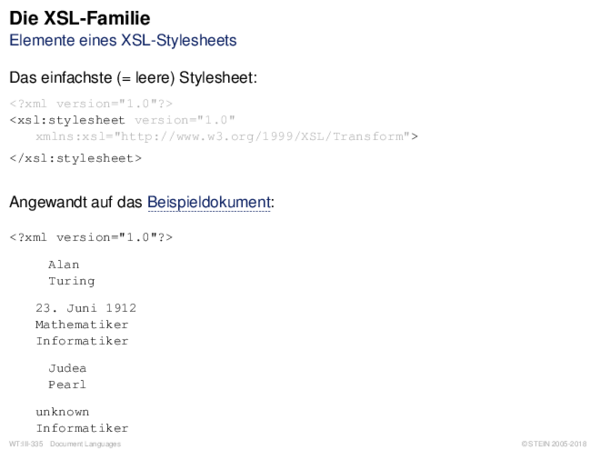 Die XSL-Familie
Elemente eines XSL-Stylesheets
Das einfachste (= leere) Stylesheet:
<?xml version="1.0"?>
<xsl:stylesheet version="1.0"
xmlns:xsl="http://www.w3.org/1999/XSL/Transform">
</xsl:stylesheet>
Angewandt auf das Beispieldokument:
<?xml version="1.0"?>
Alan
Turing
23. Juni 1912
Mathematiker
Informatiker
Judea
Pearl
unknown
Informatiker
WT:III-335 Document Languages
© STEIN 2005-2018